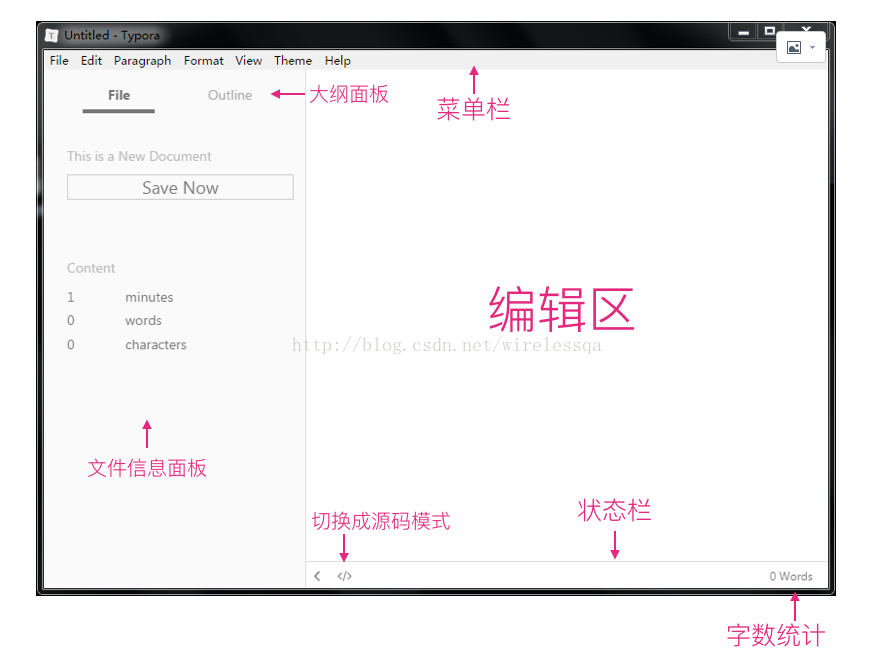 Untitled - Typora
File Edit Paragraph Format View Theme Help
File Outline
大纲面板
菜单栏
This is a New Document
Save Now
Content
1 minutes
0 words
0 characters
编辑区
http://blog.csdn.net/wirelessqa
文件信息面板
切换成源码模式
状态栏
< </> 0 Words
字数统计